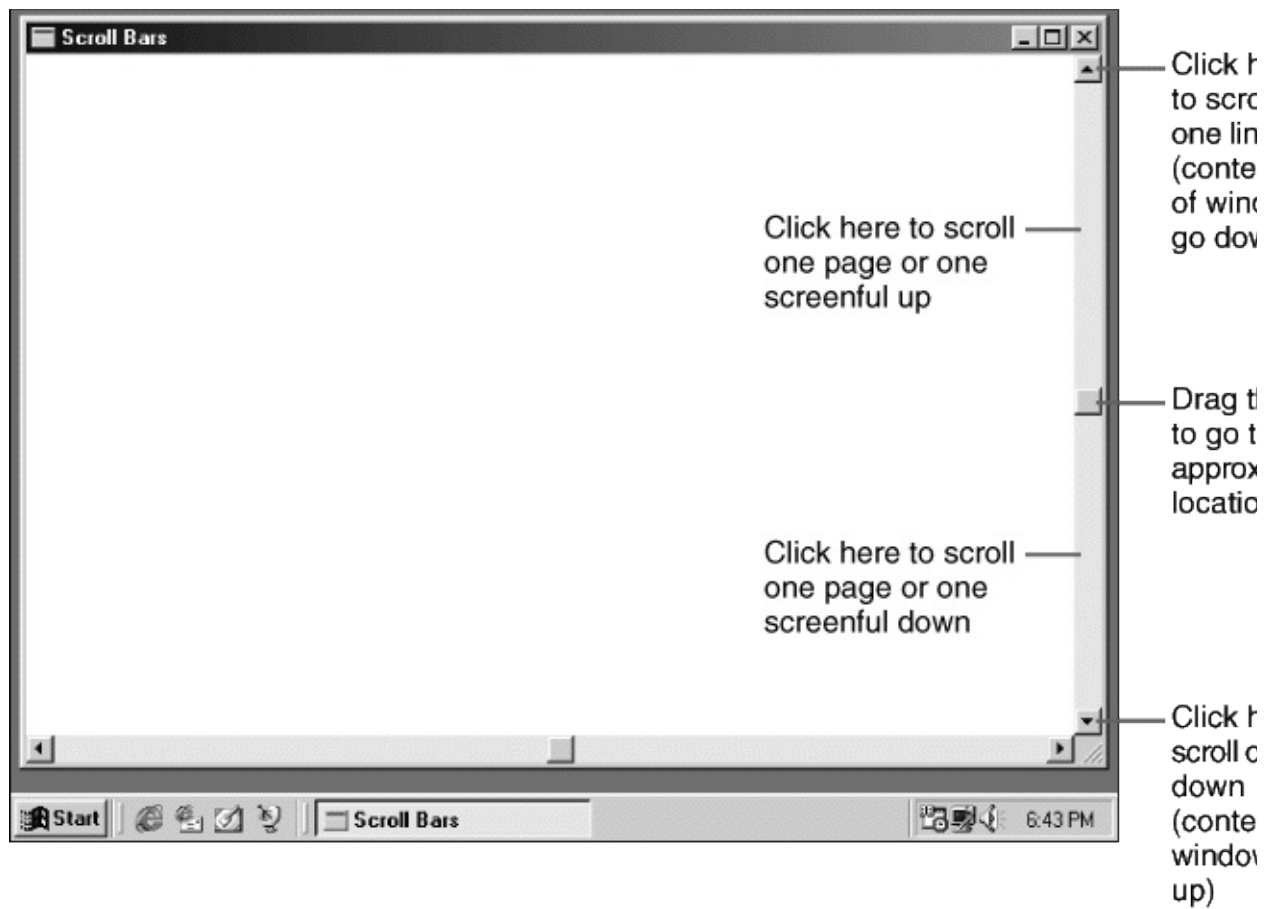 Scroll Bars
Click
to
one
of
go
Click here to scroll
one page or one
screenful up
Drag
to go
Click here to scroll
one page or one
screenful down
Click
scroll
down
up)
Start
Scroll Bars
6:43 PM